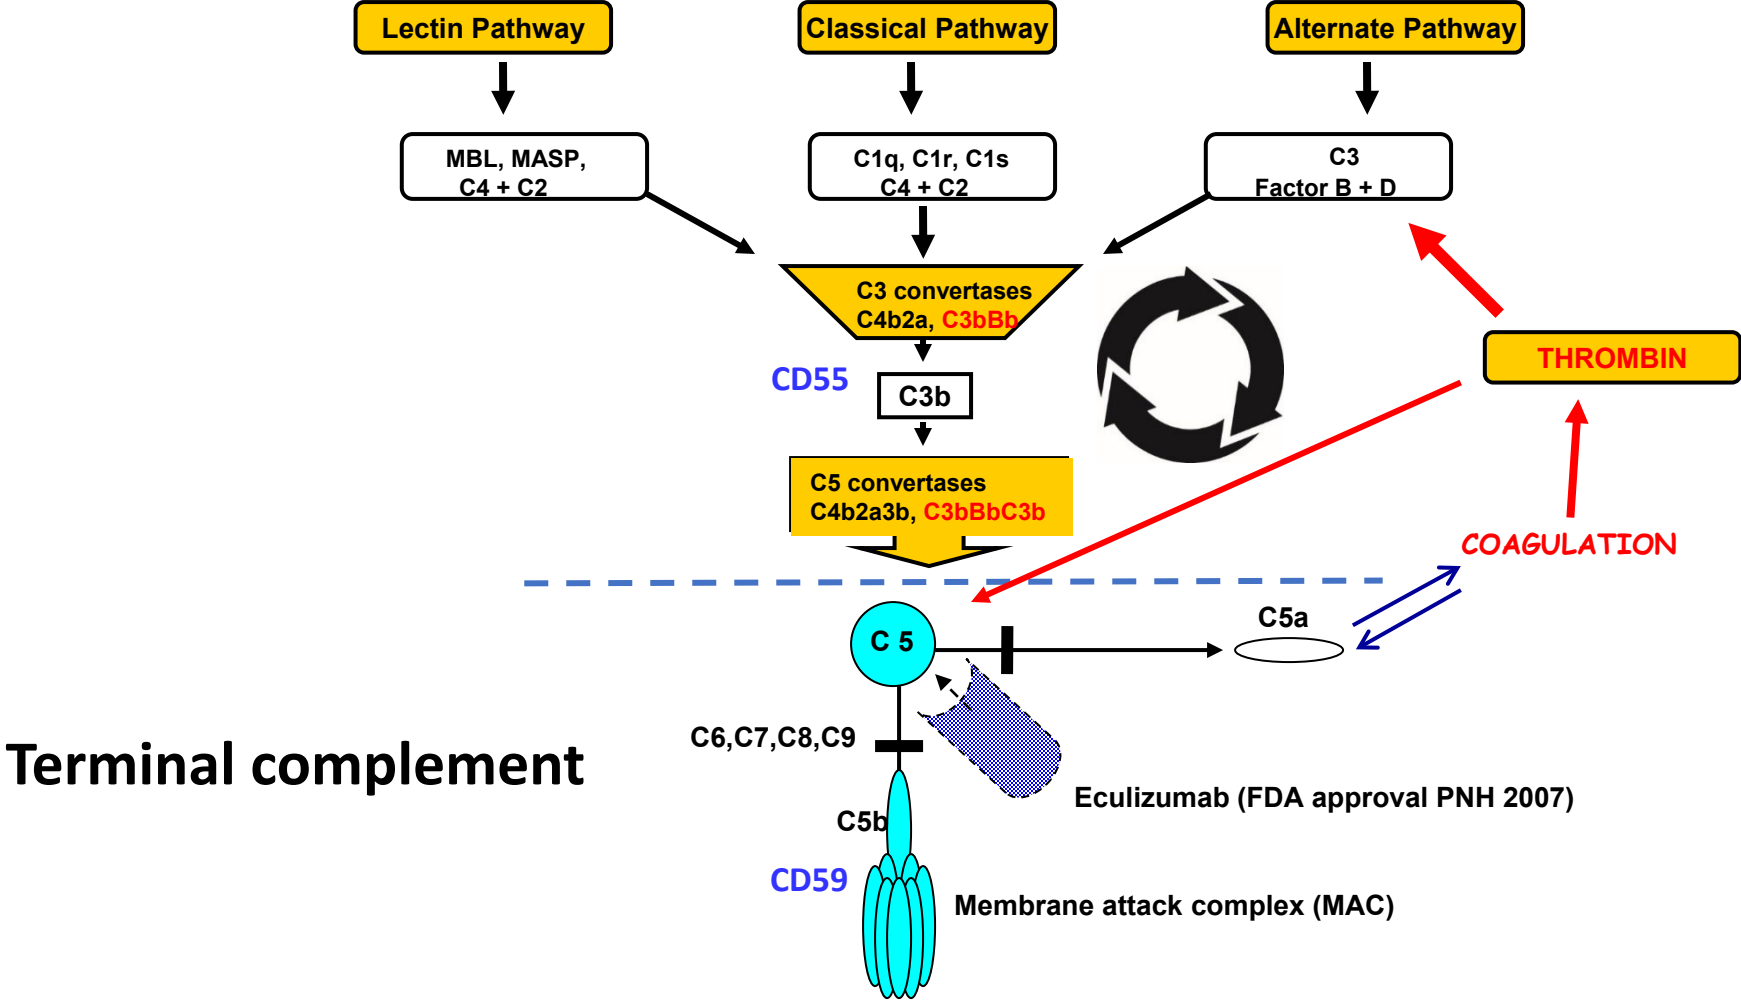 Lectin Pathway
Classical Pathway
Alternate Pathway
MBL, MASP,
C4 + C2
C1q, C1r, C1s
C4 + C2
C3
Factor B + D
C3 convertases
C4b2a, C3bBb
THROMBIN
CD55
C3b
C5 convertases
C4b2a3b, C3bBbC3b
COAGULATION
C5a
C 5
C6,C7,C8,C9
Terminal complement
Eculizumab (FDA approval PNH 2007)
C5b
CD59
Membrane attack complex (MAC)